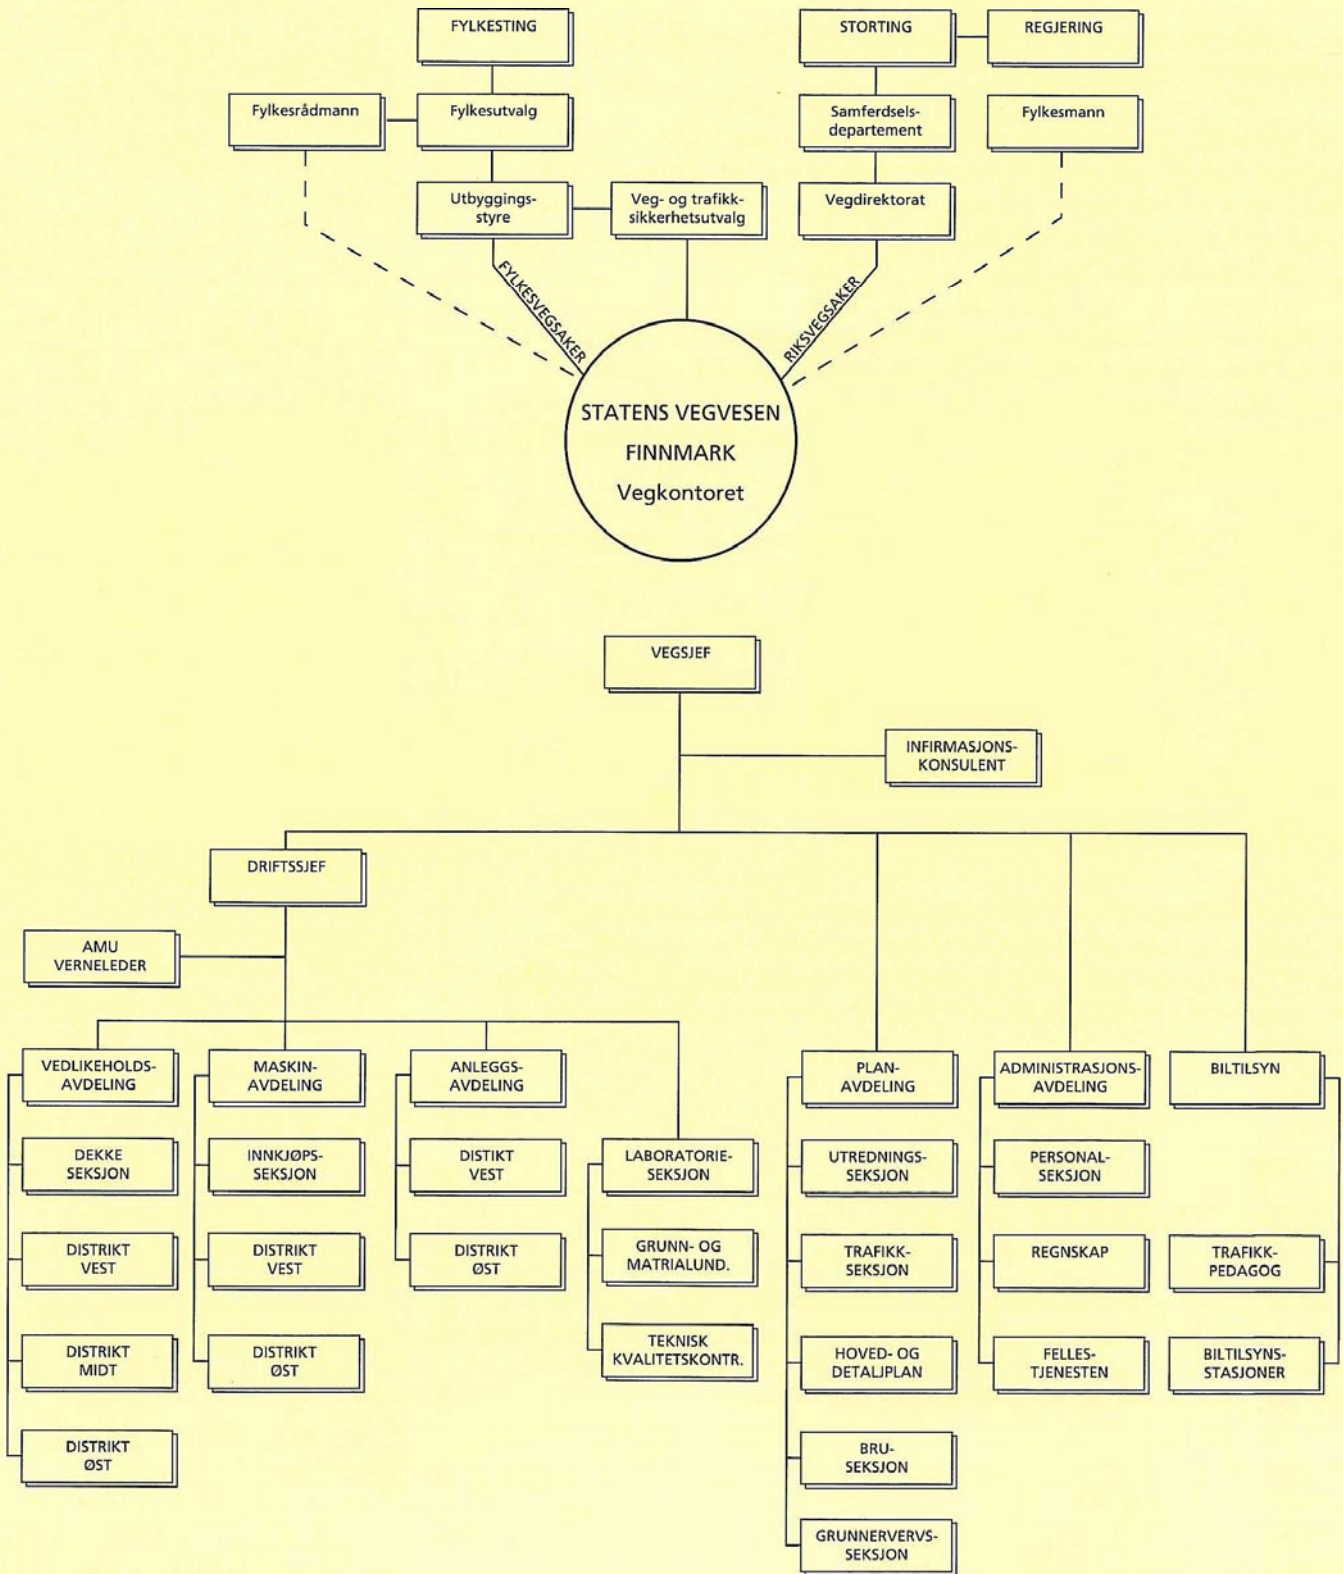 FYLKESTING
STORTING
REGJERING
Fylkesrådmann
Fylkesutvalg
Samferdsels-
departement
Fylkesmann
Utbyggings-
styre
Veg- og trafikk-
sikkerhetsutvalg
Vegdirektorat
FYLKESVEGSAKER
RIKSVEGSAKER
STATENS VEGVESEN
FINNMARK
Vegkontoret
VEGSJEF
INFIRMASJONS-
KONSULENT
DRIFTSSJEF
AMU
VERNELEDER
VEDLIKEHOLDS-
AVDELING
DEKKE
SEKSJON
DISTRIKT
VEST
DISTRIKT
MIDT
DISTRIKT
ØST
MASKIN-
AVDELING
INNKJØPS-
SEKSJON
DISTRIKT
VEST
DISTRIKT
ØST
ANLEGGS-
AVDELING
DISTIKT
VEST
DISTRIKT
ØST
LABORATORIE-
SEKSJON
GRUNN- OG
MATRIALUND.
TEKNISK
KVALITETSKONTR.
PLAN-
AVDELING
UTREDNINGS-
SEKSJON
TRAFIKK-
SEKSJON
HOVED- OG
DETALJPLAN
BRU-
SEKSJON
GRUNNERVERVS-
SEKSJON
ADMINISTRASJONS-
AVDELING
PERSONAL-
SEKSJON
REGNSKAP
FELLES-
TJENESTEN
BILTILSYN
TRAFIKK-
PEDAGOG
BILTILSYNS-
STASJONER